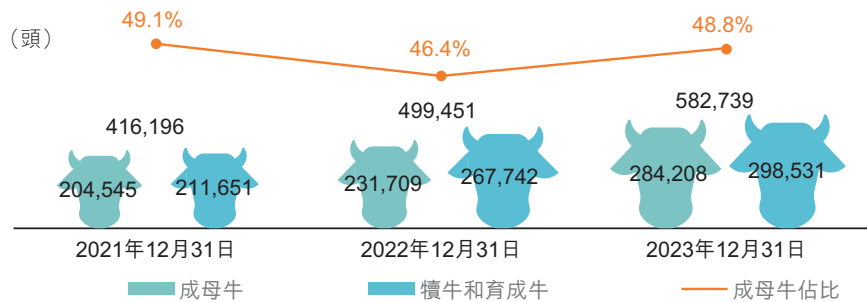 49.1%
46.4%
48.8%
（頭）
416,196
499,451
582,739
204,545
211,651
231,709
267,742
284,208
298,531
2021年12月31日
2022年12月31日
2023年12月31日
成母牛
犢牛和育成牛
成母牛佔比